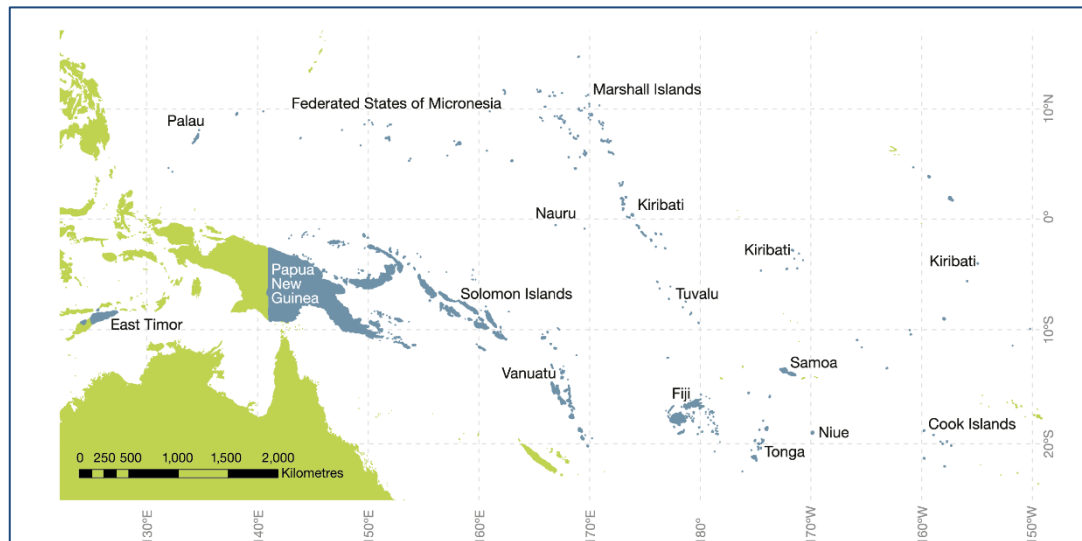 Marshall Islands
Federated States of Micronesia
Palau
10°N
Nauru
Kiribati
0°
Kiribati
Kiribati
Papua
New
Guinea
Solomon Islands
Tuvalu
East Timor
10°S
Samoa
Vanuatu
Fiji
Niue
Cook Islands
Tonga
20°S
0 250 500 1,000 1,500 2,000
Kilometres
130°E 140°E 150°E 160°E 170°E 180° 170°W 160°W 150°W